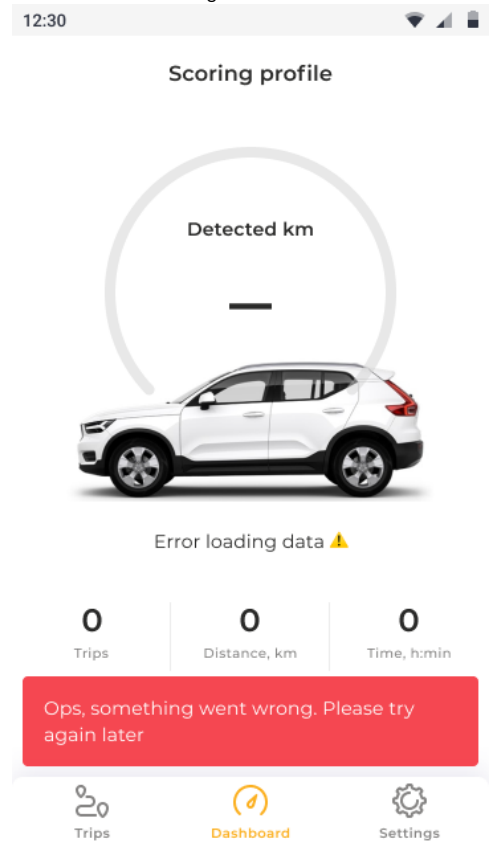 12:30
Scoring profile
Detected km
Error loading data
0 0 0
Trips Distance, km Time, h:min
Ops, something went wrong. Please try
again later
Trips Dashboard Settings